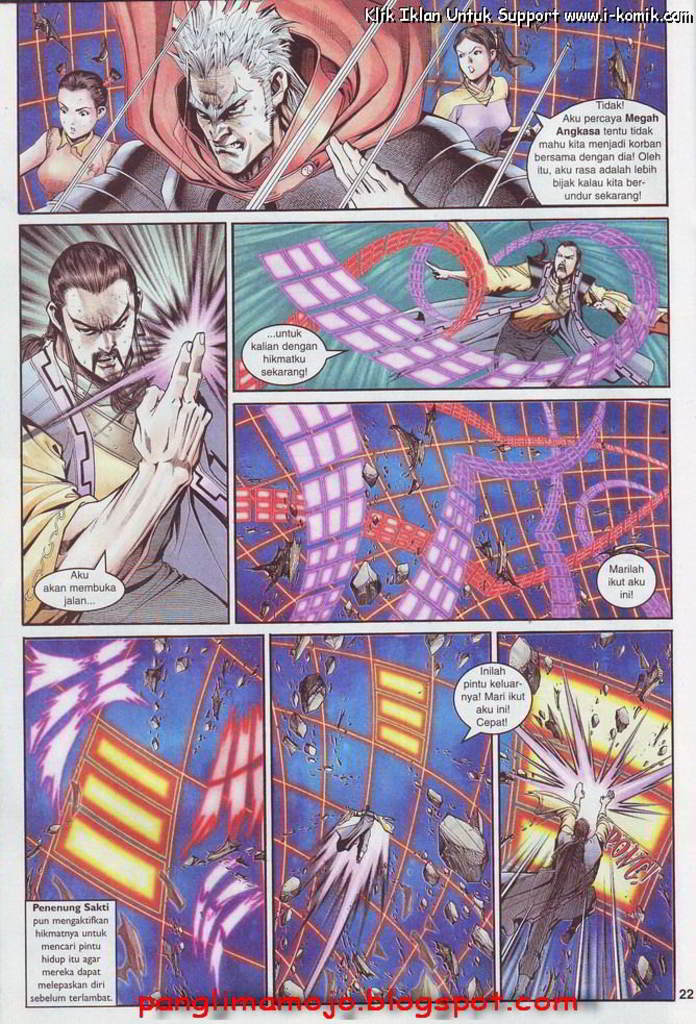 Klik Iklan Untuk Support www.i-komik.com
Tidak!
Aku percaya Megah
Angkasa tentu tidak
mahu kita menjadi korban
bersama dengan dia! Oleh
itu, aku rasa adalah lebih
bijak kalau kita ber-
undur sekarang!
Aku
akan membuka
jalan...
...untuk
kalian dengan
hikmatku
sekarang!
Marilah
ikut aku
ini!
Penenung Sakti
pun mengaktifkan
hikmatnya untuk
mencari pintu
hidup itu agar
mereka dapat
melepaskan diri
sebelum terlambat.
Inilah
pintu keluar-
nya! Mari ikut
aku ini!
Cepat!
ZOMTC!
22
panglimamojo.blogspot.com